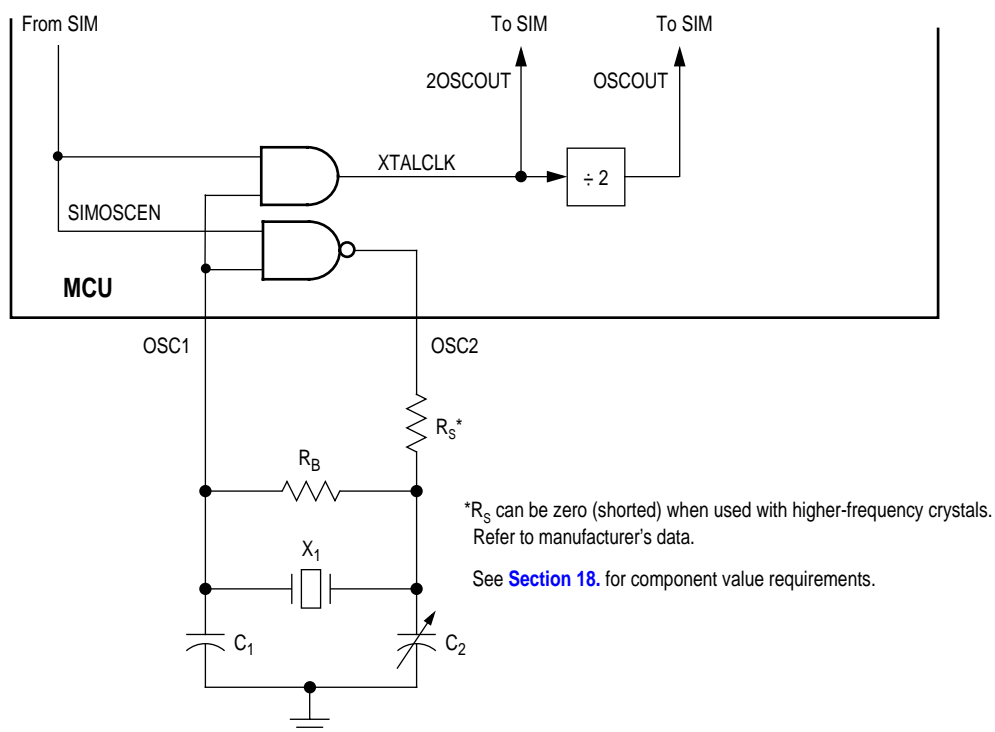 From SIM
To SIM
To SIM
2OSCOUT
OSCOUT
XTALCLK
÷ 2
SIMOSCEN
MCU
OSC1
OSC2
RS*
RB
*RS can be zero (shorted) when used with higher-frequency crystals.
Refer to manufacturer's data.
X1
See Section 18. for component value requirements.
C1
C2